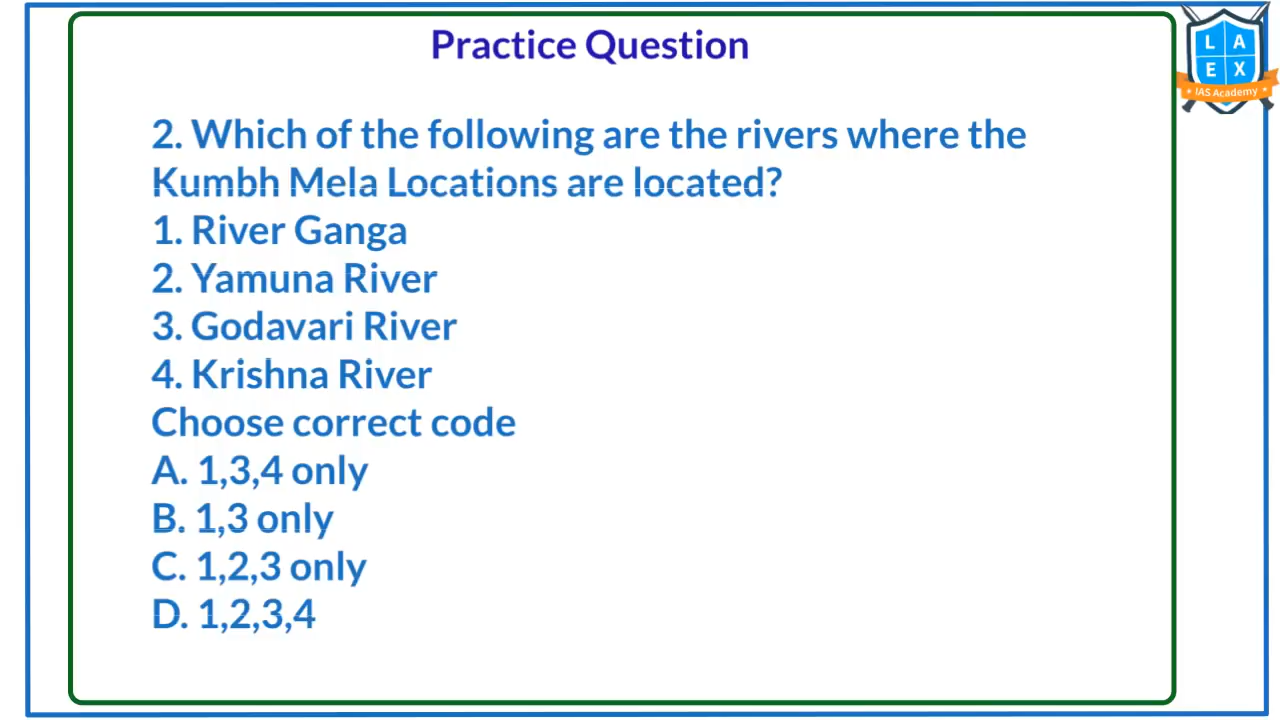 Practice Question
L A
E X
IAS Academy
2. Which of the following are the rivers where the
Kumbh Mela Locations are located?
1. River Ganga
2. Yamuna River
3. Godavari River
4. Krishna River
Choose correct code
A. 1,3,4 only
B. 1,3 only
C. 1,2,3 only
D. 1,2,3,4